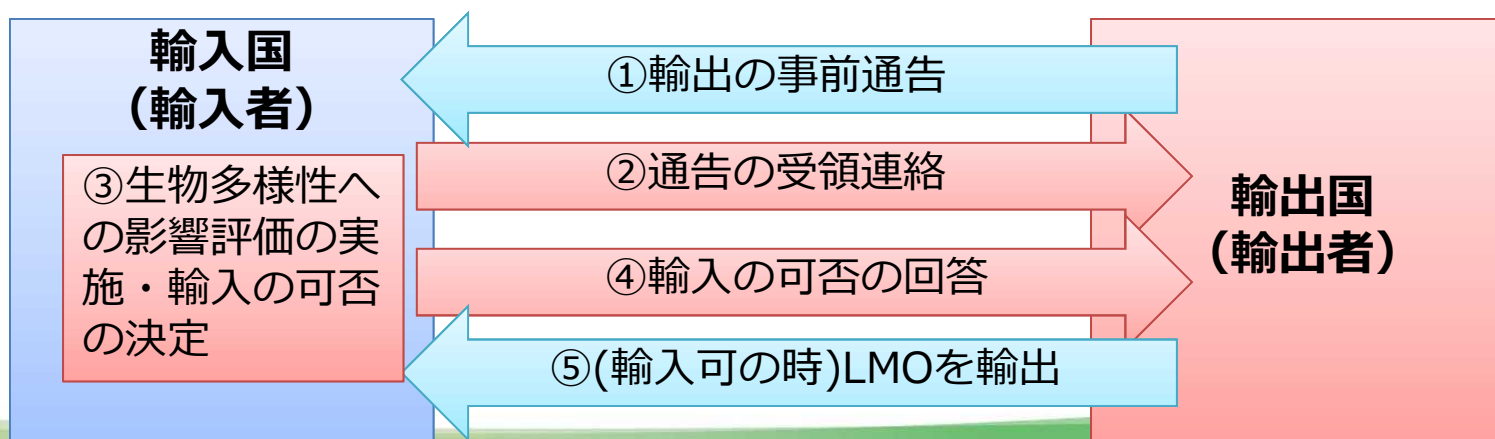 輸入国
（輸入者）
①輸出の事前通告
②通告の受領連絡
③生物多様性へ
の影響評価の実
施・輸入の可否
の決定
④輸入の可否の回答
⑤(輸入可の時)LMOを輸出
輸出国
（輸出者）